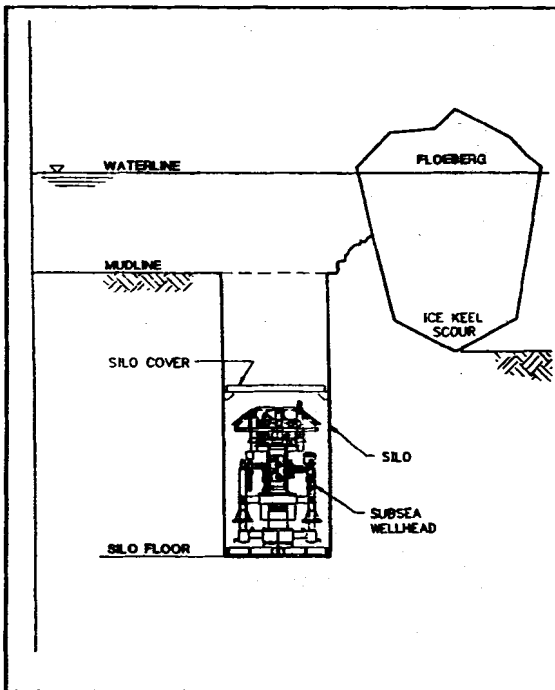 WATERLINE
FLOEBERG
MUDLINE
ICE KEEL
SCOUR
SILO COVER
SILO
SUBSEA
WELLHEAD
SILO FLOOR